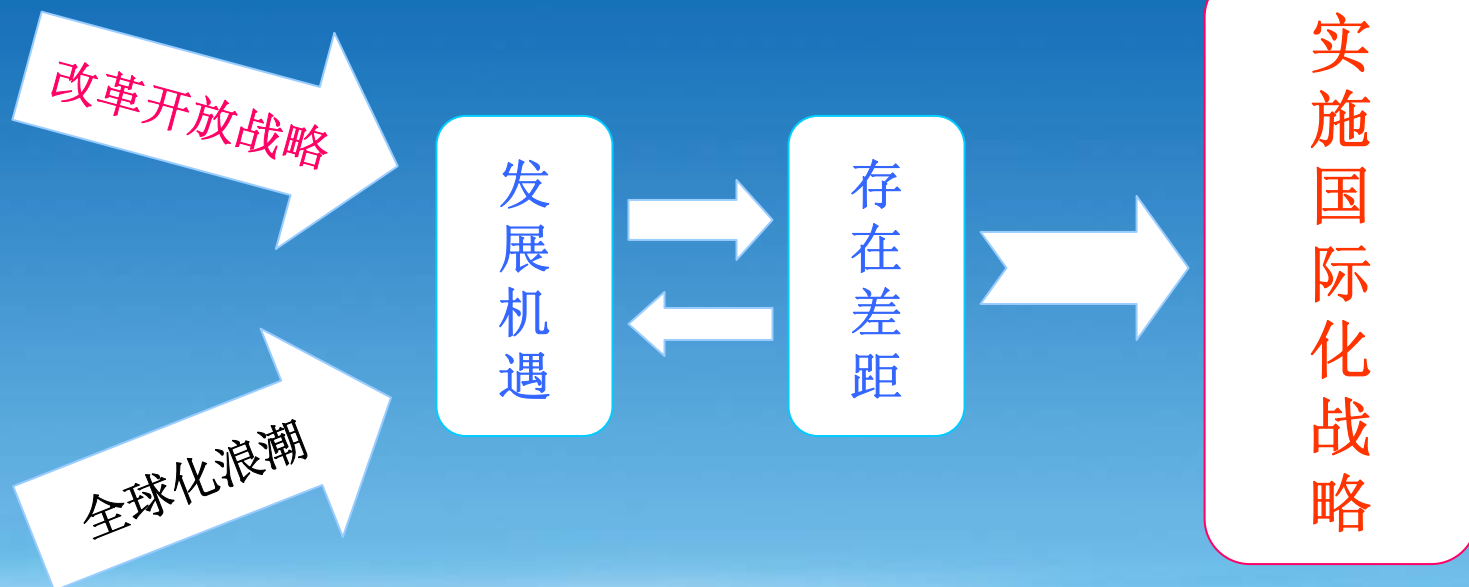 改革开放战略
全球化浪潮
发展机遇
存在差距
实施国际化战略